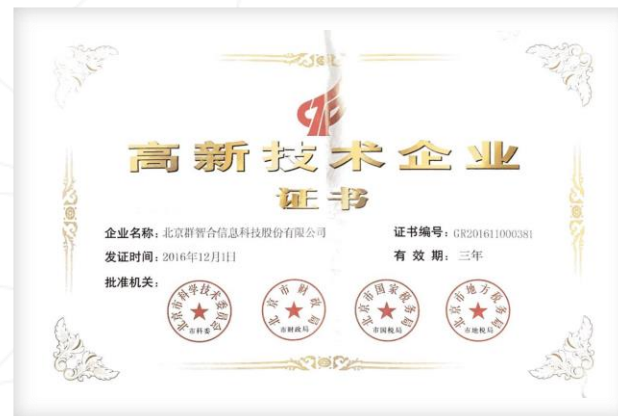 高新技术企业
证书
企业名称：北京群智合信息科技股份有限公司
证书编号：GR201611000381
发证时间：2016年12月1日
有 效 期：三年
批准机关：
北京市科学技术委员会
市科委
北京市财政局
市财政局
北京市国家税务局
市国税局
北京市地方税务局
市地税局